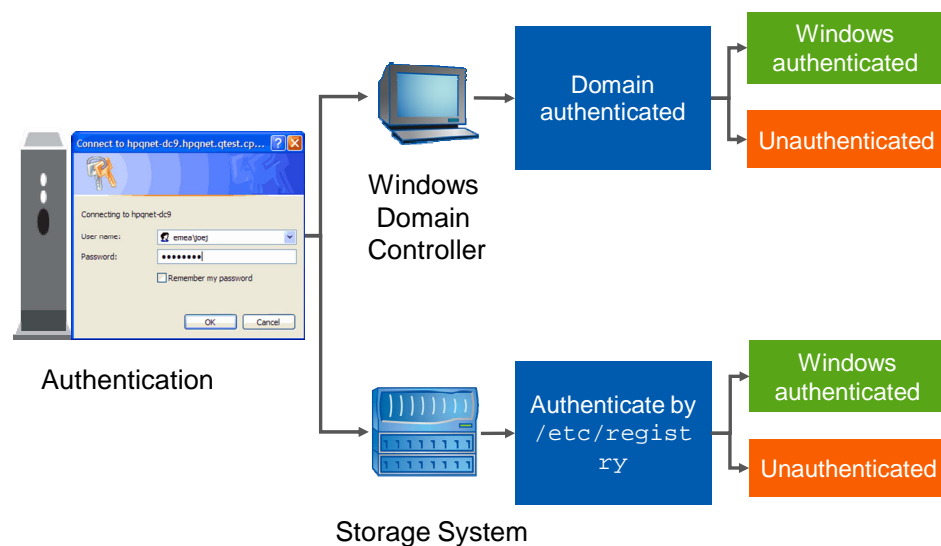 Connect to hpqnet-dc9.hpqnet.qtest.cp...
Connecting to hpqnet-dc9
User name:
emea\joej
Password:
••••••••
Remember my password
OK
Cancel
Authentication
Windows
Domain
Controller
Domain
authenticated
Windows
authenticated
Unauthenticated
Storage System
Authenticate by
/etc/regist
ry
Windows
authenticated
Unauthenticated